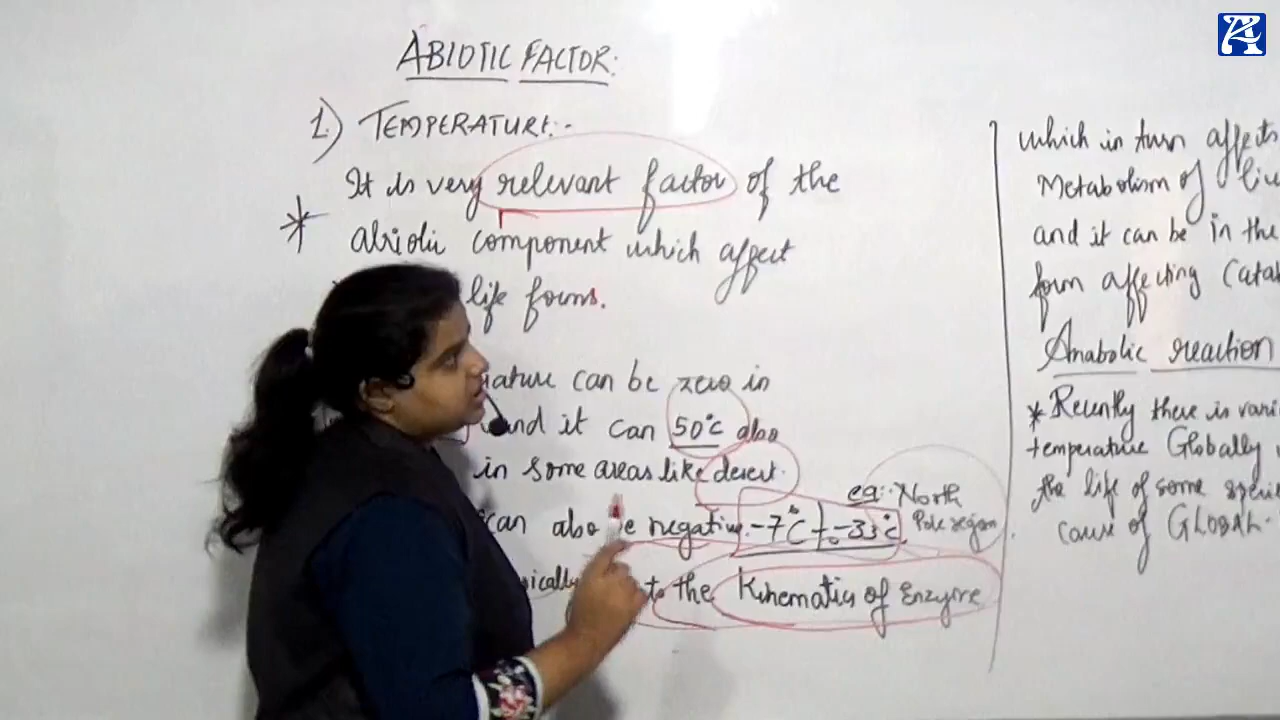 ABIOTIC FACTOR:
1.) TEMPERATURE:-
It is very relevant factor of the
* abiotic component which affect
life forms.
ature can be zero in
and it can 50°C also
in some areas like desert.
can also be negative. -7°C to -33°C eg:- North Pole region.
ically to the Kinematics of Enzyme
which in turn affects
Metabolism of
and it can be in the
form affecting (Catab
Anabolic reaction
* Recently there is vari
temperature Globally
the life of some
cause of GLOBAL